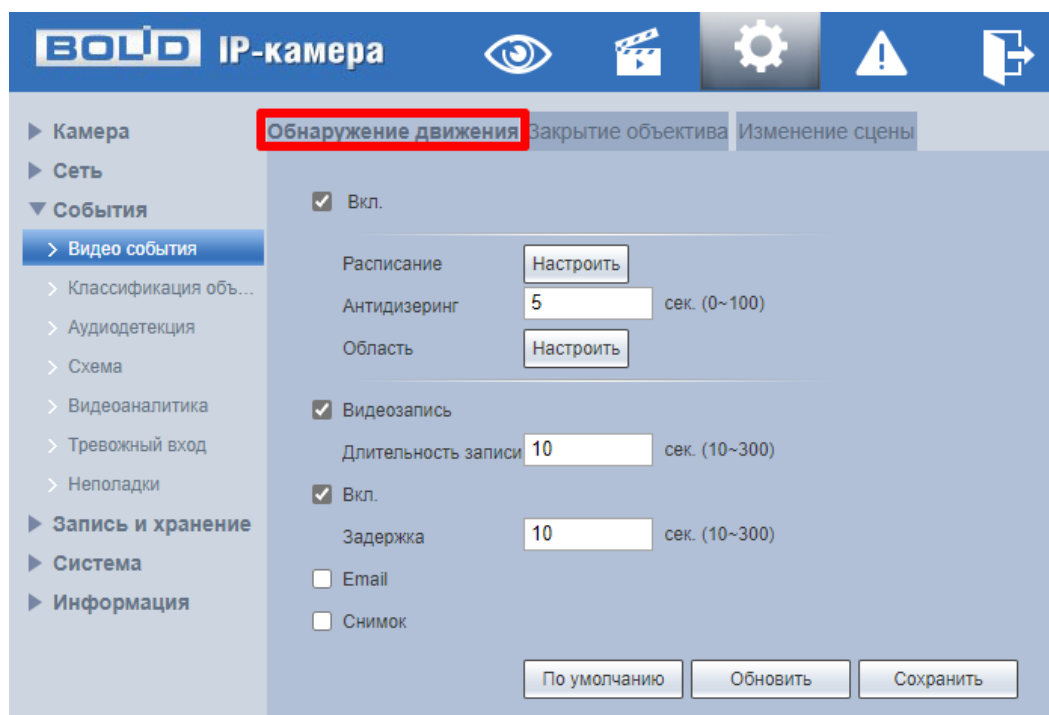 BOLID IP-камера
Камера
Сеть
События
Видео события
Классификация объ...
Аудиодетекция
Схема
Видеоаналитика
Тревожный вход
Неполадки
Запись и хранение
Система
Информация
Обнаружение движения Закрытие объектива Изменение сцены
Вкл.
Расписание Настроить
Антидизеринг 5 сек. (0~100)
Область Настроить
Видеозапись
Длительность записи 10 сек. (10~300)
Вкл.
Задержка 10 сек. (10~300)
Email
Снимок
По умолчанию Обновить Сохранить